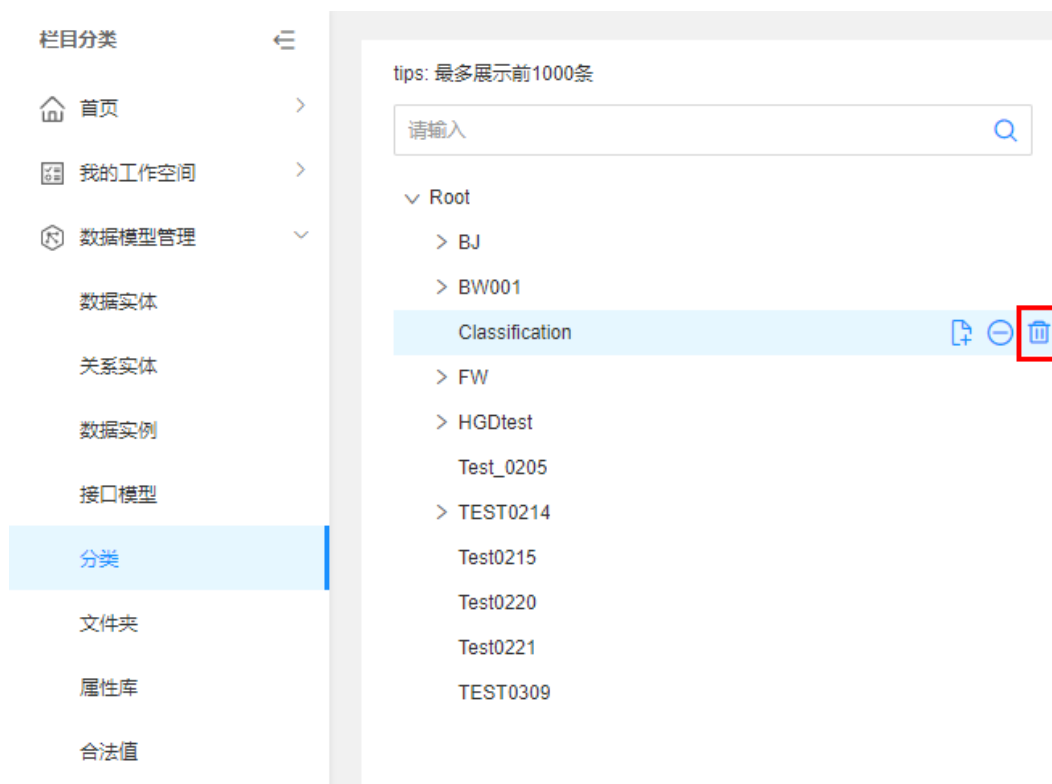 栏目分类
首页
我的工作空间
数据模型管理
数据实体
关系实体
数据实例
接口模型
分类
文件夹
属性库
合法值
tips: 最多展示前1000条
请输入
Root
BJ
BW001
Classification
FW
HGDtest
Test_0205
TEST0214
Test0215
Test0220
Test0221
TEST0309